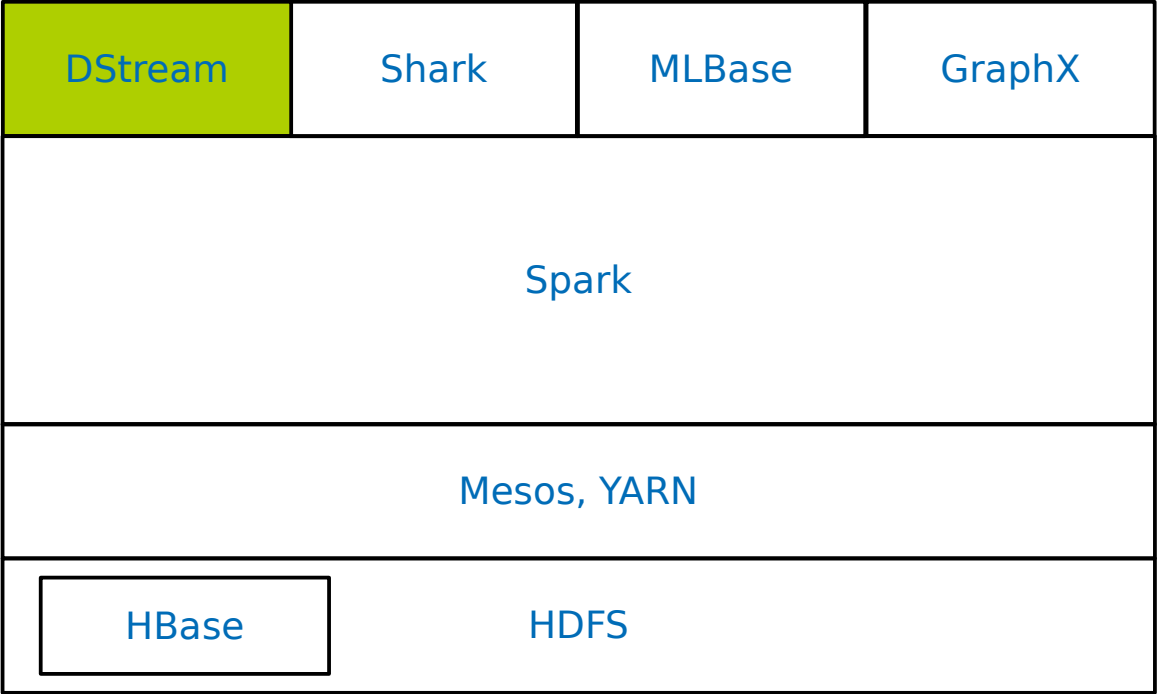 DStream
Shark
MLBase
GraphX
Spark
Mesos, YARN
HBase
HDFS